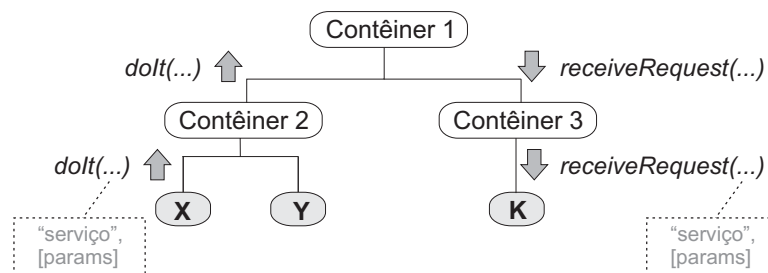 Contêiner 1
doIt(...)
receiveRequest(...)
Contêiner 2
Contêiner 3
doIt(...)
receiveRequest(...)
X
Y
K
“serviço”,
[params]
“serviço”,
[params]